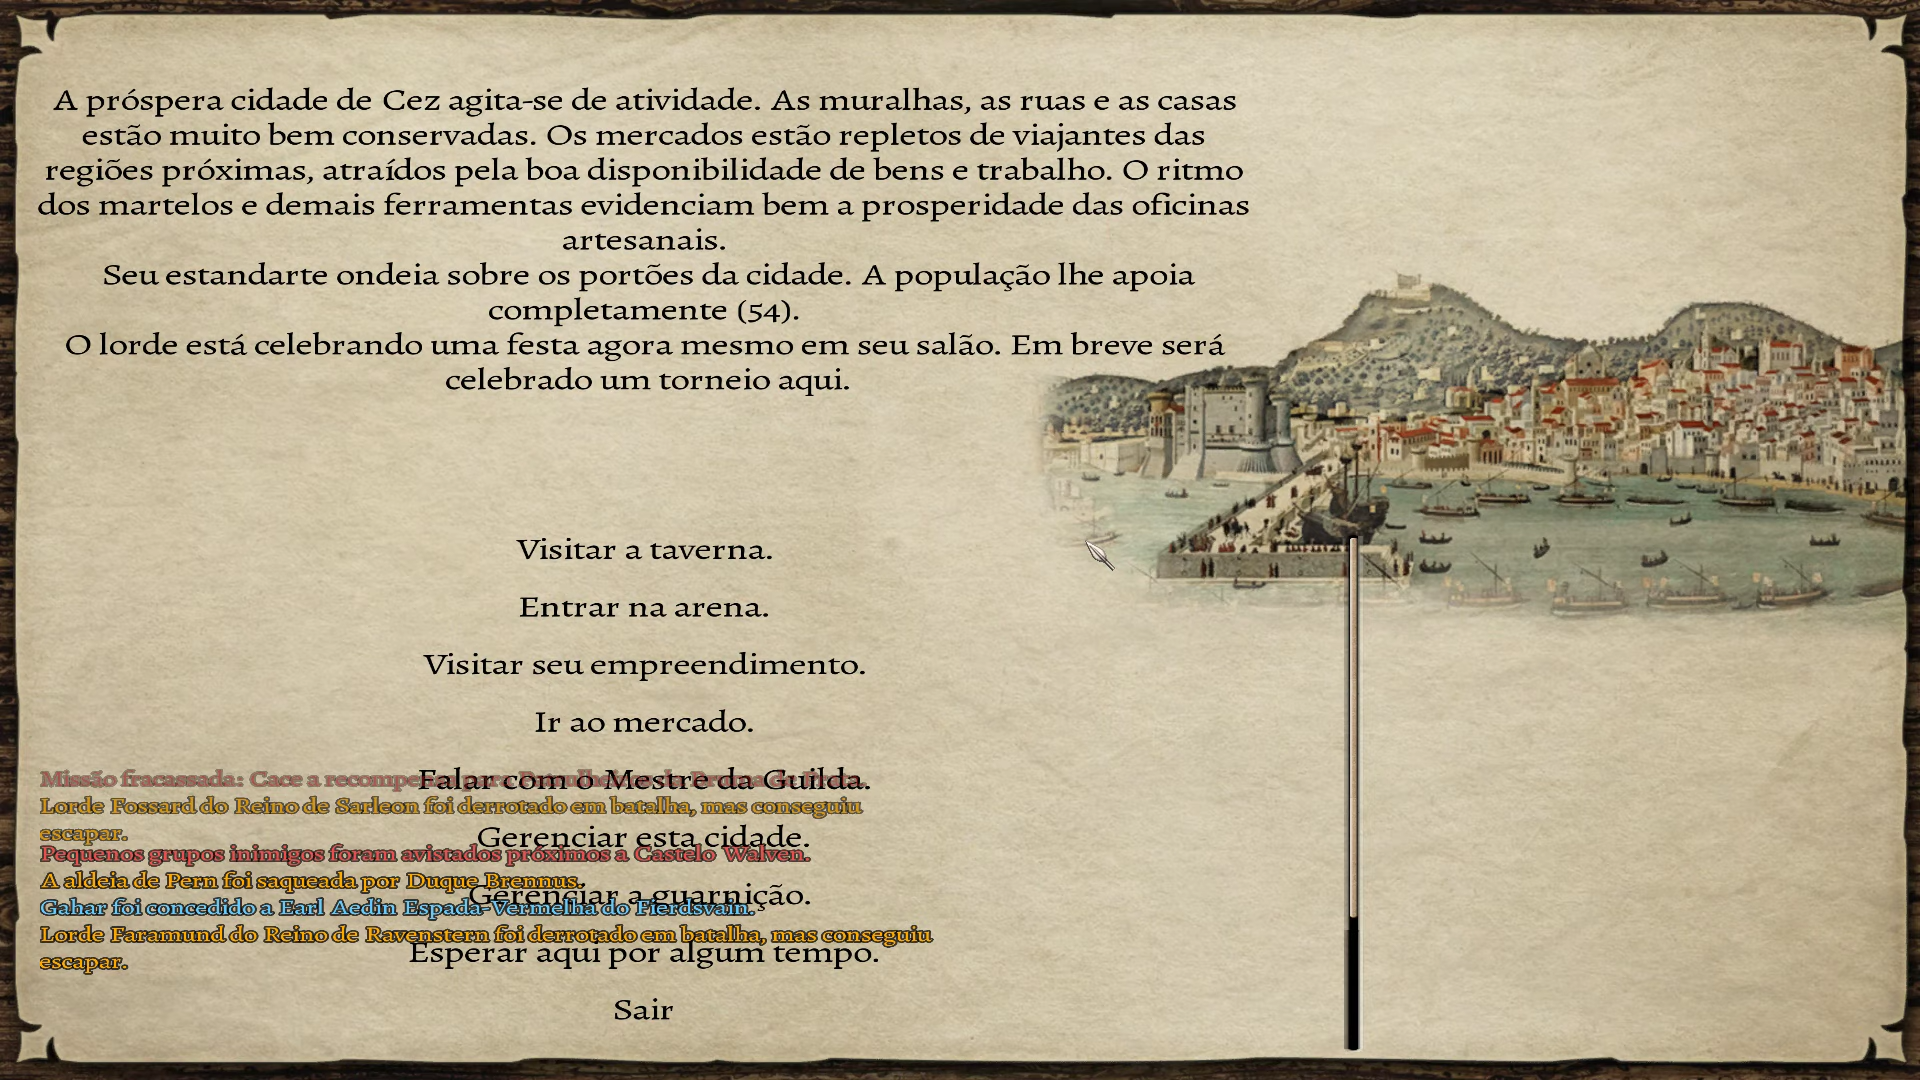 A próspera cidade de Cez agita-se de atividade. As muralhas, as ruas e as casas
estão muito bem conservadas. Os mercados estão repletos de viajantes das
regiões próximas, atraídos pela boa disponibilidade de bens e trabalho. O ritmo
dos martelos e demais ferramentas evidenciam bem a prosperidade das oficinas
artesanais.
Seu estandarte ondeia sobre os portões da cidade. A população lhe apoia
completamente (54).
O lorde está celebrando uma festa agora mesmo em seu salão. Em breve será
celebrado um torneio aqui.
Visitar a taverna.
Entrar na arena.
Visitar seu empreendimento.
Ir ao mercado.
Falar com o Mestre da Guilda.
Gerenciar esta cidade.
Gerenciar a guarnição.
Esperar aqui por algum tempo.
Sair
Missão fracassada: Cace a
Lorde Fossard do Reino de Sarleon foi derrotado em batalha, mas conseguiu
escapar.
Pequenos grupos inimigos foram avistados próximos a Castelo Walven.
A aldeia de Pern foi saqueada por Duque Brennus.
Gahar foi concedido a Earl Aedin Espada-Vermelha do Fierdsvain.
Lorde Faramund do Reino de Ravenstern foi derrotado em batalha, mas conseguiu
escapar.